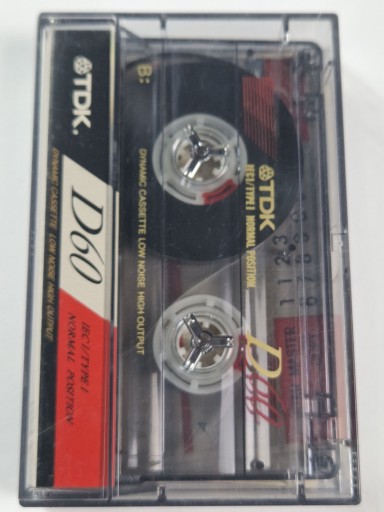 TDK.
D60
DYNAMIC CASSETTE LOW NOISE HIGH OUTPUT
IEC I/TYPE I
NORMAL POSITION
B:
DYNAMIC CASSETTE LOW NOISE HIGH OUTPUT
TDK
IEC I/TYPE I NORMAL POSITION
D60